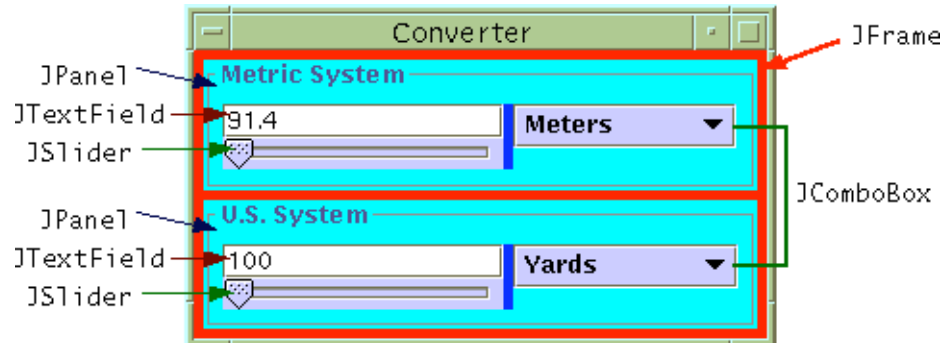 Converter
JFrame
JPanel
Metric System
JTextField
91.4
Meters
JSlider
JComboBox
JPanel
U.S. System
JTextField
100
Yards
JSlider